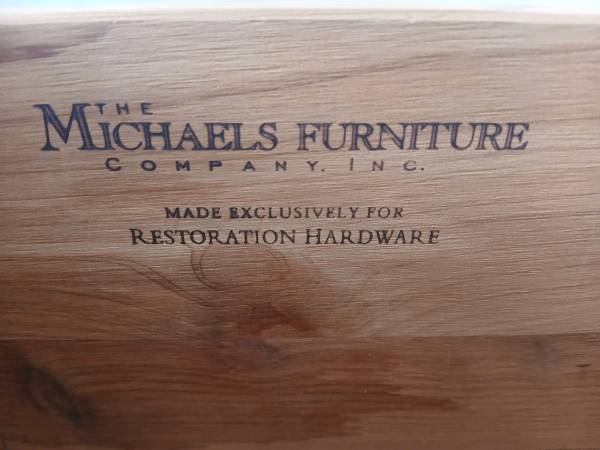 THE
MICHAELS FURNITURE
COMPANY, INC.
MADE EXCLUSIVELY FOR
RESTORATION HARDWARE